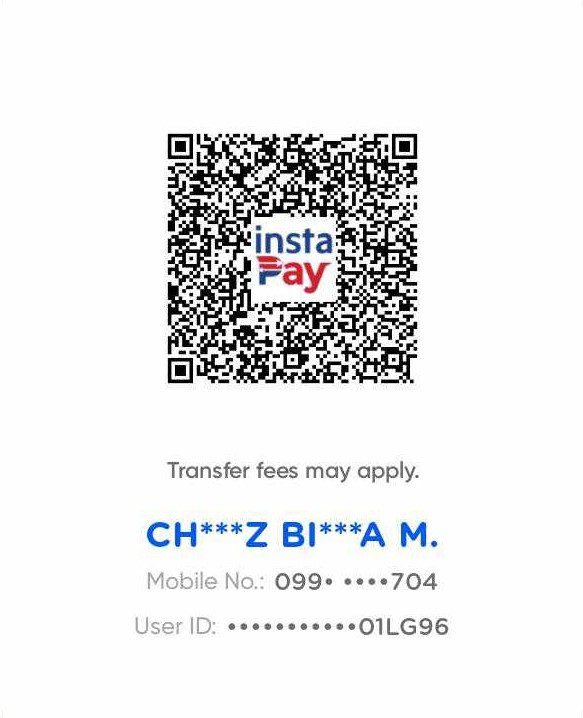 insta
Pay
Transfer fees may apply.
CH***Z BI***A M.
Mobile No.: 099• ••••704
User ID: •••••••••••01LG96